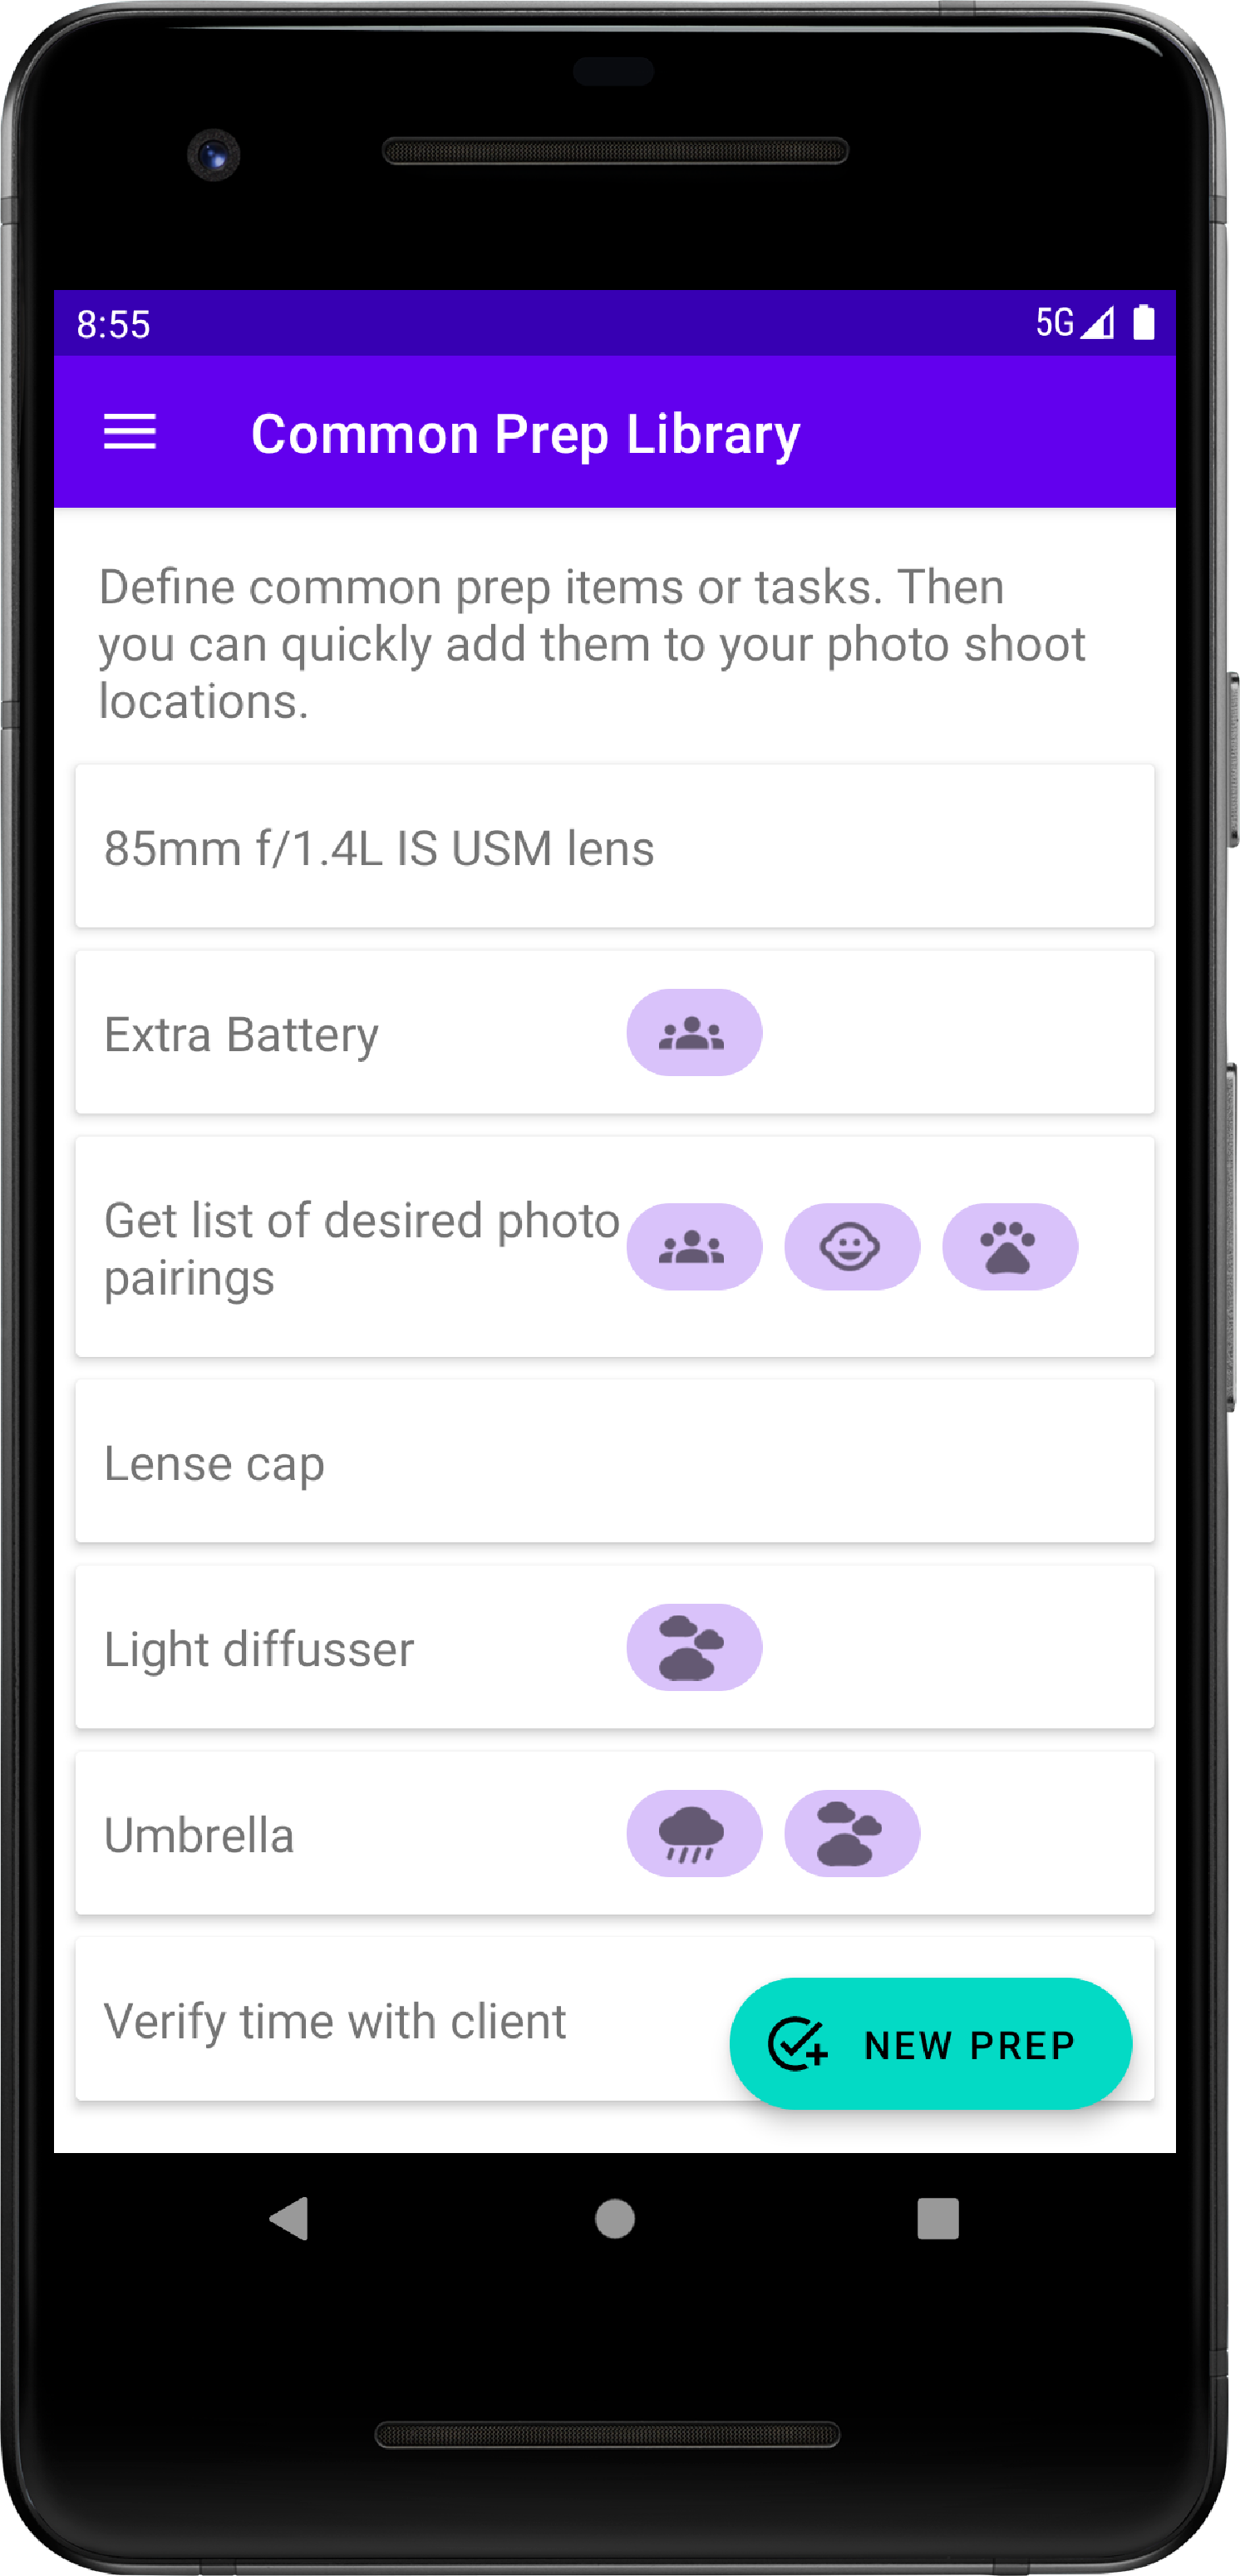 8:55
5G
Common Prep Library
Define common prep items or tasks. Then
you can quickly add them to your photo shoot
locations.
85mm f/1.4L IS USM lens
Extra Battery
Get list of desired photo
pairings
Lense cap
Light diffusser
Umbrella
Verify time with client
NEW PREP